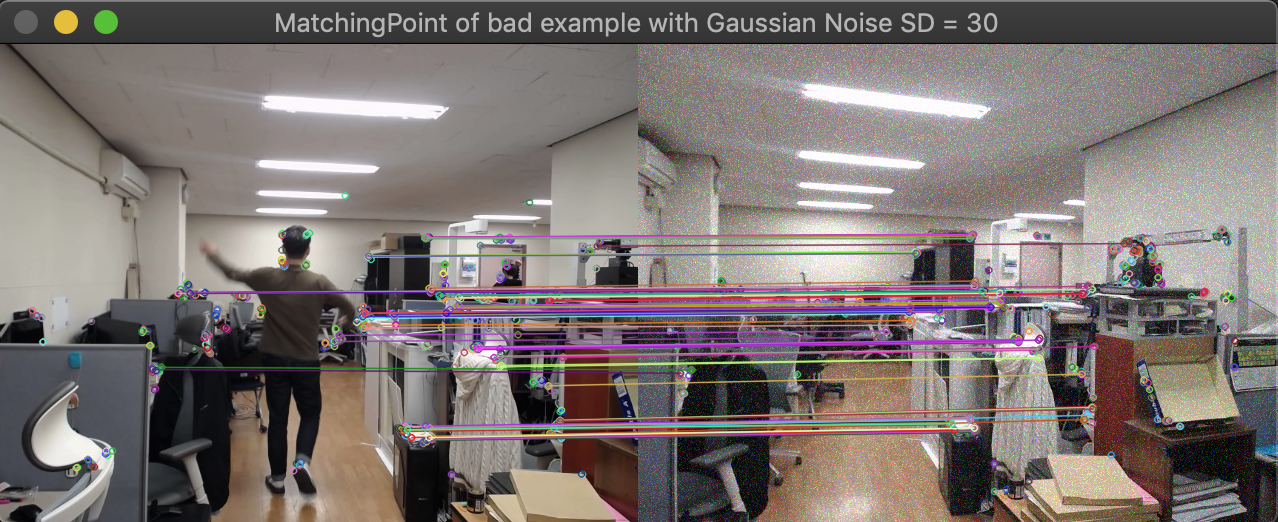 MatchingPoint of bad example with Gaussian Noise SD = 30